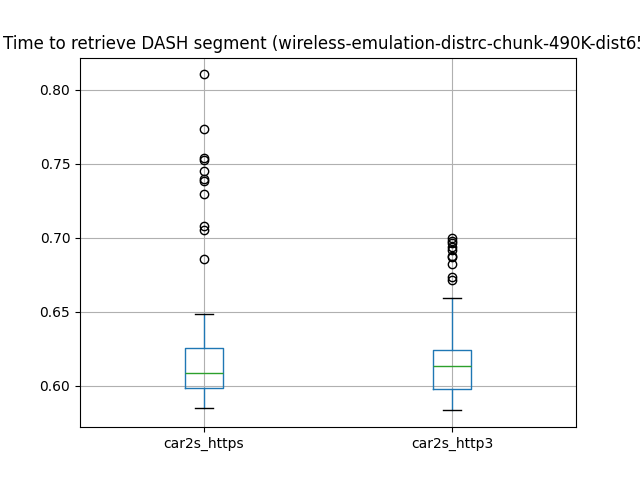 Time to retrieve DASH segment (wireless-emulation-distrc-chunk-490K-dist65
0.80
0.75
0.70
0.65
0.60
car2s_https car2s_http3